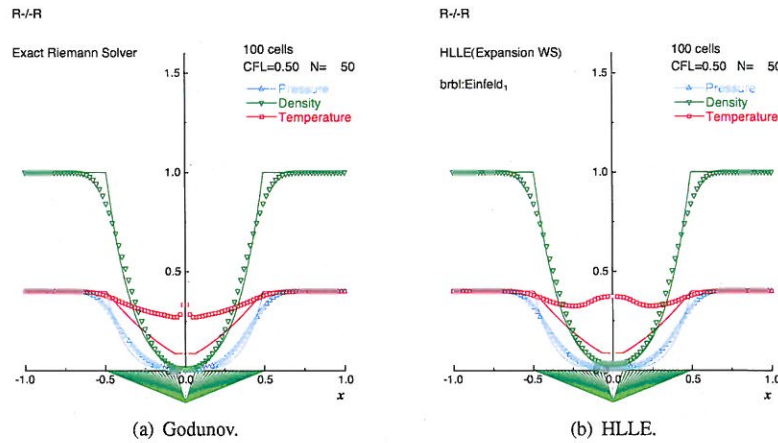 R-/-R
Exact Riemann Solver
100 cells
CFL=0.50 N= 50
Pressure
Density
Temperature
1.5
1.0
0.5
-1.0 -0.5 0.0 0.5 1.0
x
(a) Godunov.
R-/-R
HLLE(Expansion WS)
brbl:Einfeld1
100 cells
CFL=0.50 N= 50
Pressure
Density
Temperature
1.5
1.0
0.5
-1.0 -0.5 0.0 0.5 1.0
x
(b) HLLE.